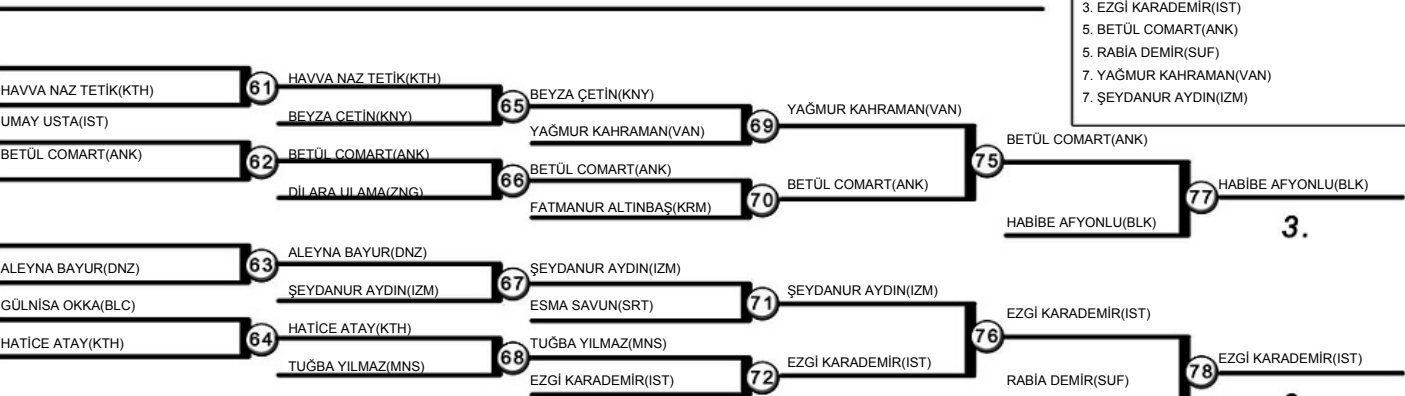 3. EZGİ KARADEMİR(IST)
5. BETÜL COMART(ANK)
5. RABİA DEMİR(SUF)
7. YAĞMUR KAHRAMAN(VAN)
7. ŞEYDANUR AYDIN(IZM)
HAVVA NAZ TETİK(KTH)
UMAY USTA(IST)
BETÜL COMART(ANK)
61
62
HAVVA NAZ TETİK(KTH)
BEYZA ÇETİN(KNY)
BETÜL COMART(ANK)
DİLARA ULAMA(ZNG)
65
66
BEYZA ÇETİN(KNY)
YAĞMUR KAHRAMAN(VAN)
BETÜL COMART(ANK)
FATMANUR ALTINBAŞ(KRM)
69
70
YAĞMUR KAHRAMAN(VAN)
BETÜL COMART(ANK)
75
BETÜL COMART(ANK)
HABİBE AFYONLU(BLK)
77
HABİBE AFYONLU(BLK)
3.
ALEYNA BAYUR(DNZ)
GÜLNİSA OKKA(BLC)
HATİCE ATAY(KTH)
63
64
ALEYNA BAYUR(DNZ)
ŞEYDANUR AYDIN(IZM)
HATİCE ATAY(KTH)
TUĞBA YILMAZ(MNS)
67
68
ŞEYDANUR AYDIN(IZM)
ESMA SAVUN(SRT)
TUĞBA YILMAZ(MNS)
EZGİ KARADEMİR(IST)
71
72
ŞEYDANUR AYDIN(IZM)
EZGİ KARADEMİR(IST)
76
EZGİ KARADEMİR(IST)
RABİA DEMİR(SUF)
78
EZGİ KARADEMİR(IST)